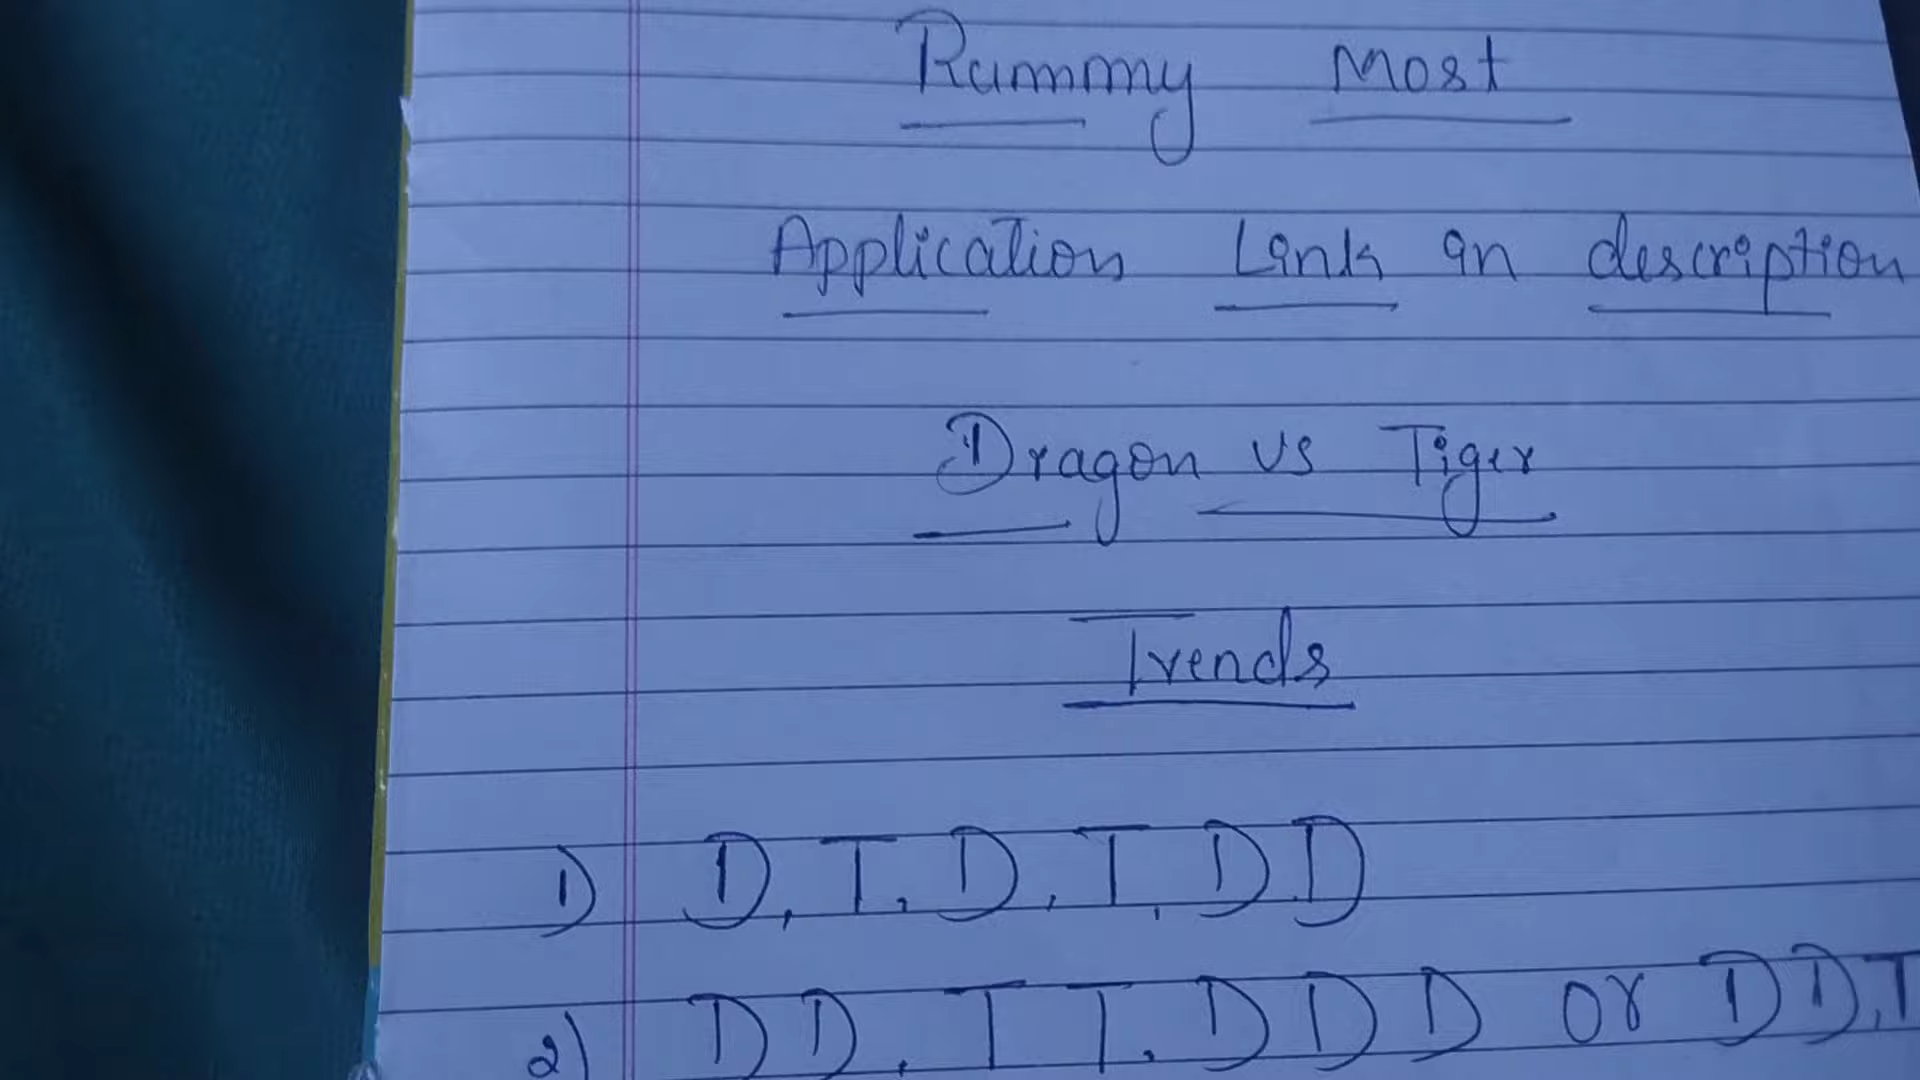 Rummy Most
Application Link in description
Dragon vs Tiger
Trends
1) D, T, D, T, D D
2) D D, T T, D D D or D D, T